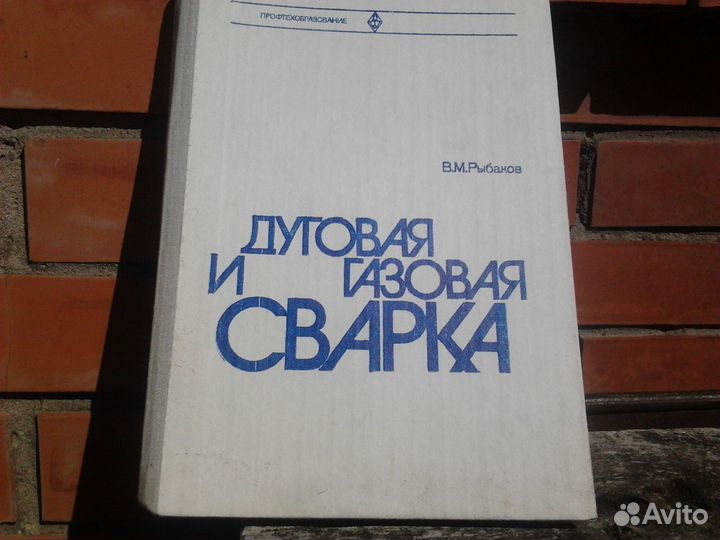 ПРОФТЕХОБРАЗОВАНИЕ
В.М.Рыбаков
ДУГОВАЯ
И ГАЗОВАЯ
СВАРКА
Avito